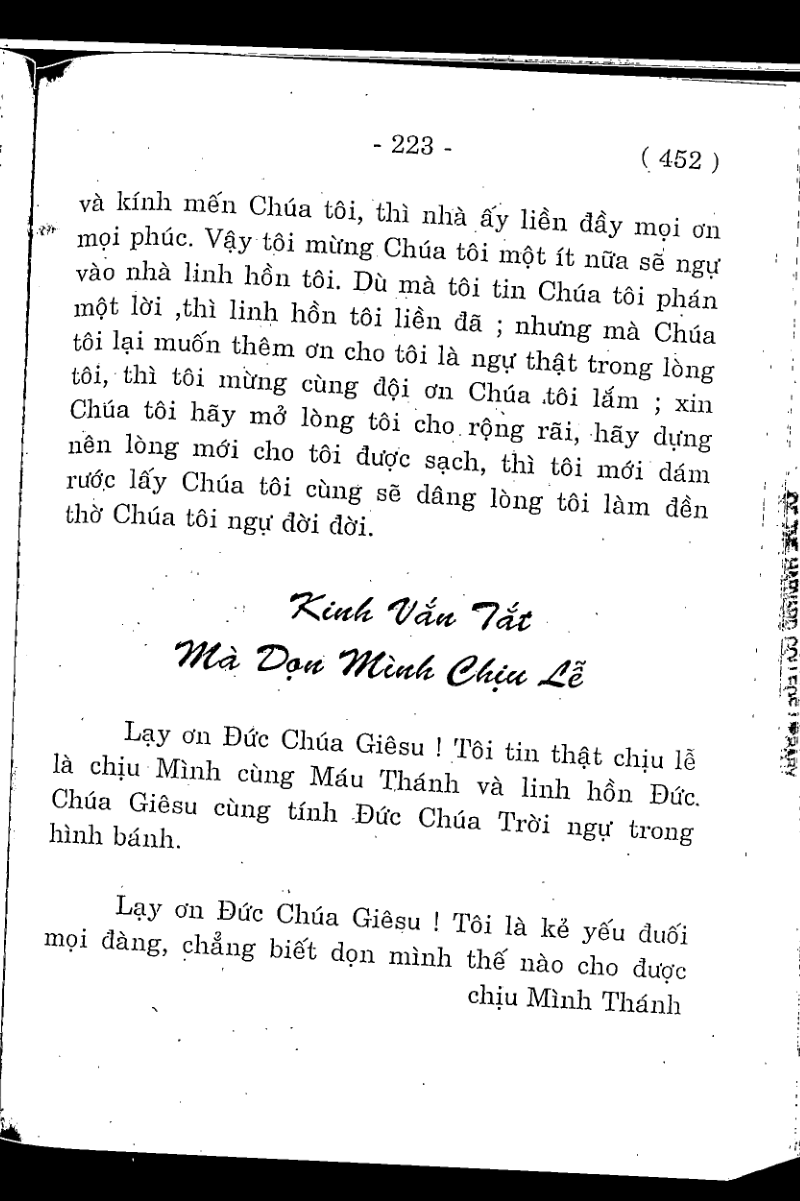 - 223 -
( 452 )
và kính mến Chúa tôi, thì nhà ấy liền đầy mọi ơn
mọi phúc. Vậy tôi mừng Chúa tôi một ít nữa sẽ ngự
vào nhà linh hồn tôi. Dù mà tôi tin Chúa tôi phán
một lời ,thì linh hồn tôi liền đã ; nhưng mà Chúa
tôi lại muốn thêm ơn cho tôi là ngự thật trong lòng
tôi, thì tôi mừng cùng đội ơn Chúa tôi lắm ; xin
Chúa tôi hãy mở lòng tôi cho rộng rãi, hãy dựng
nên lòng mới cho tôi được sạch, thì tôi mới dám
rước lấy Chúa tôi cùng sẽ dâng lòng tôi làm đền
thờ Chúa tôi ngự đời đời.
Kinh Vắn Tắt
Mà Dọn Mình Chịu Lễ
Lạy ơn Đức Chúa Giêsu ! Tôi tin thật chịu lễ
là chịu Mình cùng Máu Thánh và linh hồn Đức.
Chúa Giêsu cùng tính Đức Chúa Trời ngự trong
hình bánh.
Lạy ơn Đức Chúa Giêsu ! Tôi là kẻ yếu đuối
mọi đàng, chẳng biết dọn mình thế nào cho được
chịu Mình Thánh